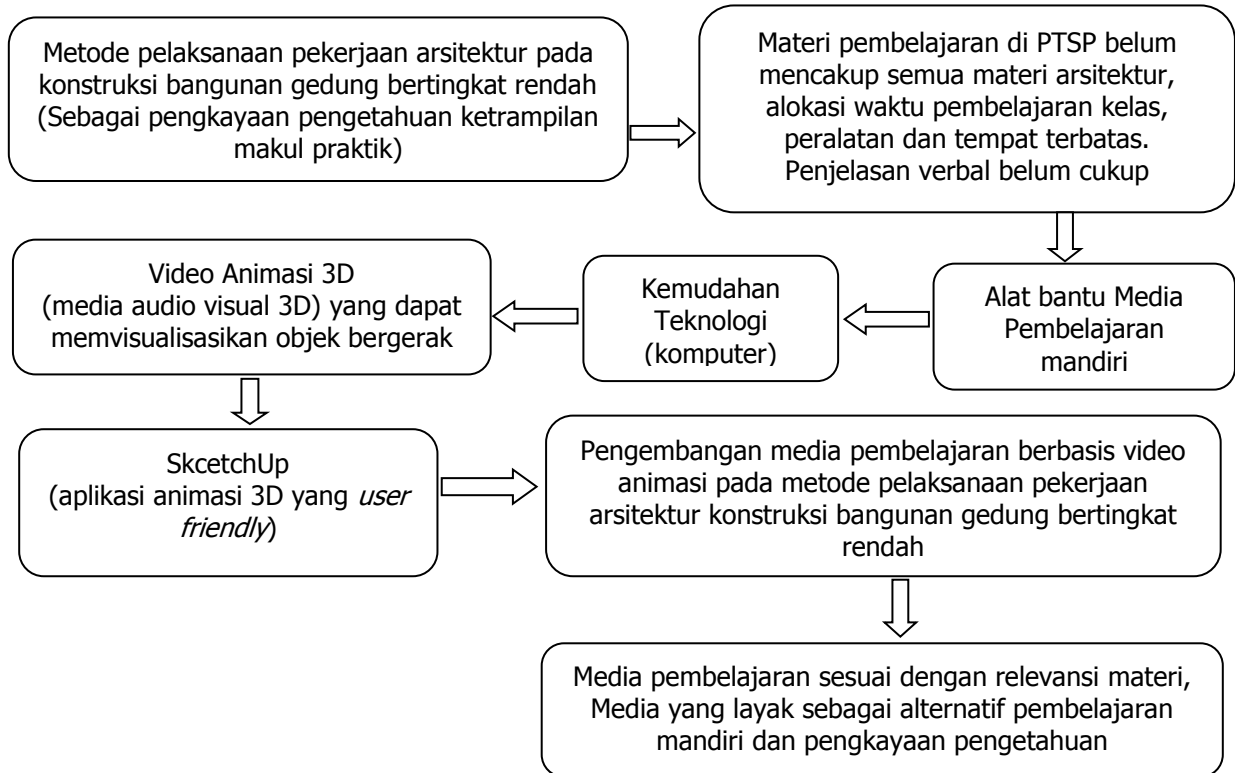 Metode pelaksanaan pekerjaan arsitektur pada
konstruksi bangunan gedung bertingkat rendah
(Sebagai pengkayaan pengetahuan ketrampilan
makul praktik)
Materi pembelajaran di PTSP belum
mencakup semua materi arsitektur,
alokasi waktu pembelajaran kelas,
peralatan dan tempat terbatas.
Penjelasan verbal belum cukup
Alat bantu Media
Pembelajaran
mandiri
Kemudahan
Teknologi
(komputer)
Video Animasi 3D
(media audio visual 3D) yang dapat
memvisualisasikan objek bergerak
SkcetchUp
(aplikasi animasi 3D yang user
friendly)
Pengembangan media pembelajaran berbasis video
animasi pada metode pelaksanaan pekerjaan
arsitektur konstruksi bangunan gedung bertingkat
rendah
Media pembelajaran sesuai dengan relevansi materi,
Media yang layak sebagai alternatif pembelajaran
mandiri dan pengkayaan pengetahuan